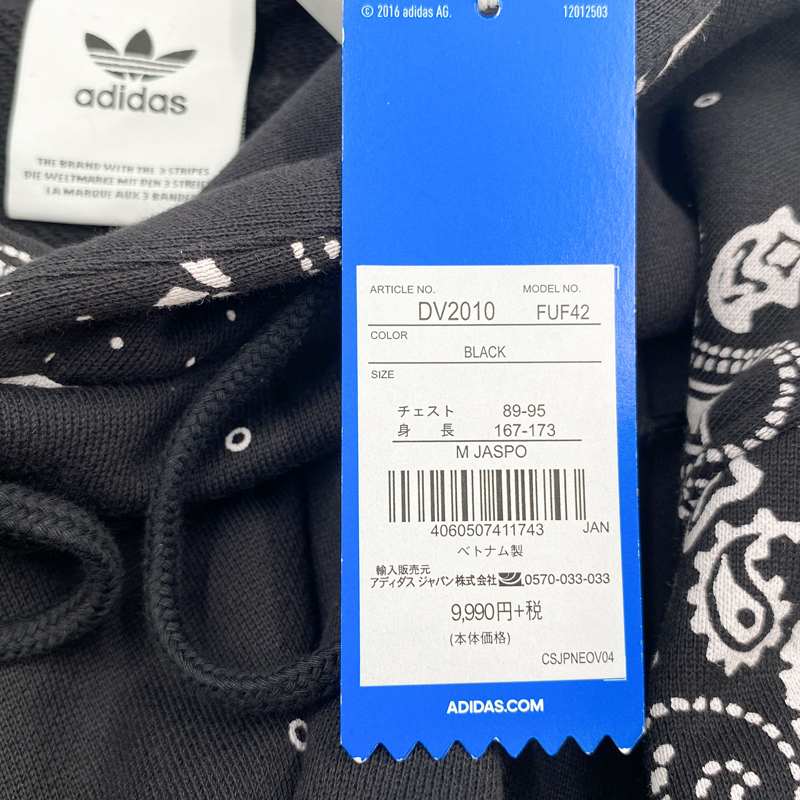 adidas
THE BRAND WITH THE 3 STRIPES
DIE WELTMARKE MIT DEN 3 STREIF
LA MARQUE AUX 3 BANDES
© 2016 adidas AG. 12012503
ARTICLE NO. MODEL NO.
DV2010 FUF42
COLOR
BLACK
SIZE
チェスト 89-95
身 長 167-173
M JASPO
4060507411743 JAN
ベトナム製
輸入販売元
アディダス ジャパン株式会社 0570-033-033
9,990円+税
(本体価格)
CSJPNEOV04
ADIDAS.COM